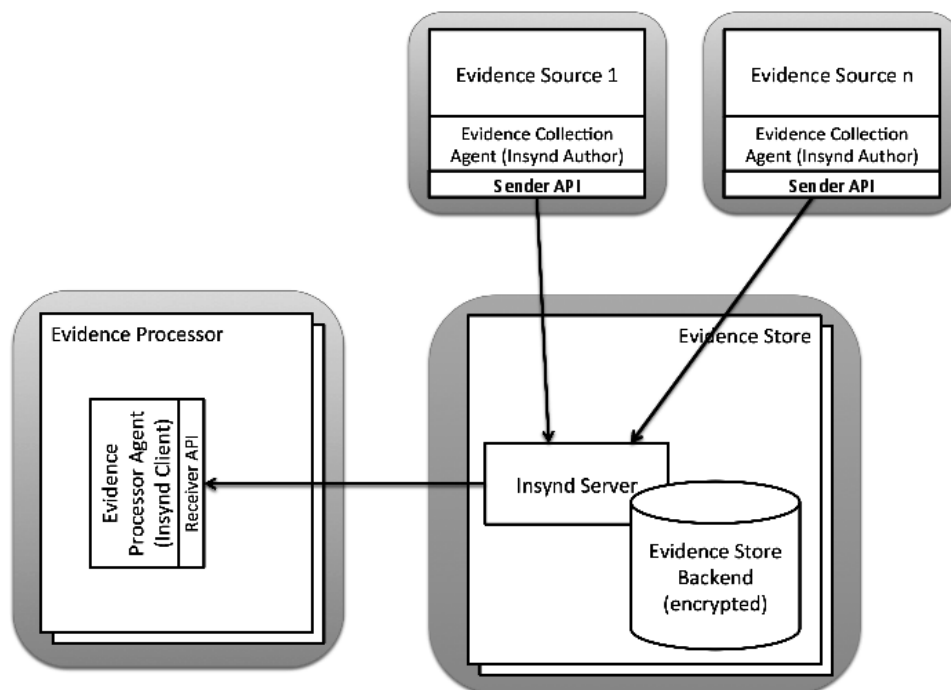 Evidence Source 1
Evidence Collection
Agent (Insynd Author)
Sender API
Evidence Source n
Evidence Collection
Agent (Insynd Author)
Sender API
Evidence Processor
Evidence
Processor Agent
(Insynd Client)
Receiver API
Evidence Store
Insynd Server
Evidence Store
Backend
(encrypted)